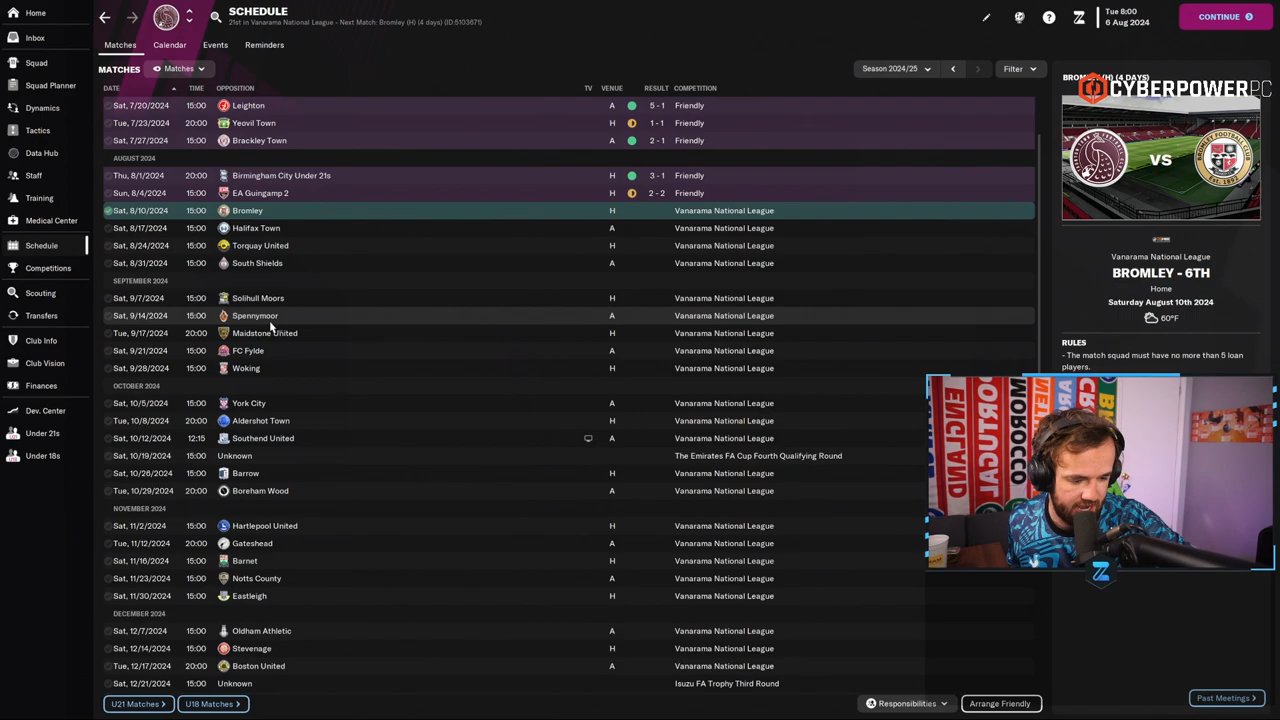 Home
Inbox
Squad
Squad Planner
Dynamics
Tactics
Data Hub
Staff
Training
Medical Center
Schedule
Competitions
Scouting
Transfers
Club Info
Club Vision
Finances
Dev. Center
Under 21s
Under 18s
SCHEDULE
21st in Vanarama National League - Next Match: Bromley (H) (4 days) (ID:5103671)
Tue 8:00
6 Aug 2024
CONTINUE
Matches Calendar Events Reminders
MATCHES Matches Season 2024/25 Filter
DATE TIME OPPOSITION TV VENUE RESULT COMPETITION
Sat, 7/20/2024 15:00 Leighton A 5 - 1 Friendly
Tue, 7/23/2024 20:00 Yeovil Town H 1 - 1 Friendly
Sat, 7/27/2024 15:00 Brackley Town A 2 - 1 Friendly
AUGUST 2024
Thu, 8/1/2024 20:00 Birmingham City Under 21s H 3 - 1 Friendly
Sun, 8/4/2024 15:00 EA Guingamp 2 H 2 - 2 Friendly
Sat, 8/10/2024 15:00 Bromley H Vanarama National League
Sat, 8/17/2024 15:00 Halifax Town A Vanarama National League
Sat, 8/24/2024 15:00 Torquay United H Vanarama National League
Sat, 8/31/2024 15:00 South Shields A Vanarama National League
SEPTEMBER 2024
Sat, 9/7/2024 15:00 Solihull Moors H Vanarama National League
Sat, 9/14/2024 15:00 Spennymoor A Vanarama National League
Tue, 9/17/2024 20:00 Maidstone United H Vanarama National League
Sat, 9/21/2024 15:00 FC Fylde A Vanarama National League
Sat, 9/28/2024 15:00 Woking H Vanarama National League
OCTOBER 2024
Sat, 10/5/2024 15:00 York City A Vanarama National League
Tue, 10/8/2024 20:00 Aldershot Town H Vanarama National League
Sat, 10/12/2024 12:15 Southend United A Vanarama National League
Sat, 10/19/2024 15:00 Unknown The Emirates FA Cup Fourth Qualifying Round
Sat, 10/26/2024 15:00 Barrow H Vanarama National League
Tue, 10/29/2024 20:00 Boreham Wood A Vanarama National League
NOVEMBER 2024
Sat, 11/2/2024 15:00 Hartlepool United H Vanarama National League
Tue, 11/12/2024 20:00 Gateshead A Vanarama National League
Sat, 11/16/2024 15:00 Barnet H Vanarama National League
Sat, 11/23/2024 15:00 Notts County A Vanarama National League
Sat, 11/30/2024 15:00 Eastleigh H Vanarama National League
DECEMBER 2024
Sat, 12/7/2024 15:00 Oldham Athletic A Vanarama National League
Sat, 12/14/2024 15:00 Stevenage H Vanarama National League
Tue, 12/17/2024 20:00 Boston United A Vanarama National League
Sat, 12/21/2024 15:00 Unknown Isuzu FA Trophy Third Round
U21 Matches U18 Matches Responsibilities Arrange Friendly
BROMLEY (H) (4 DAYS)
CYBERPOWERPC
VS
Vanarama National League
BROMLEY - 6TH
Home
Saturday August 10th 2024
60°F
RULES
- The match squad must have no more than 5 loan
players.
ENGLAND
PORTUGAL
MOROCCO
Past Meetings